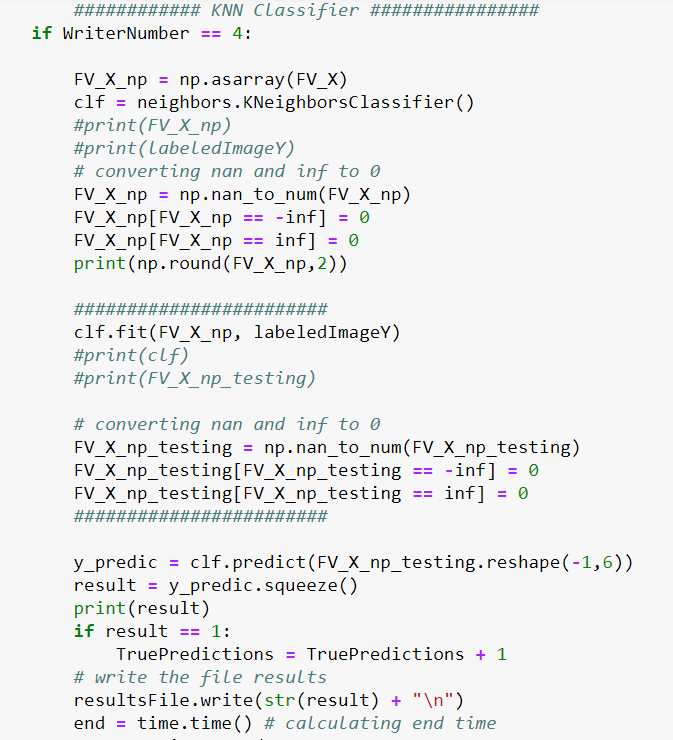 ############ KNN Classifier ################
if WriterNumber == 4:
FV_X_np = np.asarray(FV_X)
clf = neighbors.KNeighborsClassifier()
#print(FV_X_np)
#print(labeledImageY)
# converting nan and inf to 0
FV_X_np = np.nan_to_num(FV_X_np)
FV_X_np[FV_X_np == -inf] = 0
FV_X_np[FV_X_np == inf] = 0
print(np.round(FV_X_np,2))
########################
clf.fit(FV_X_np, labeledImageY)
#print(clf)
#print(FV_X_np_testing)
# converting nan and inf to 0
FV_X_np_testing = np.nan_to_num(FV_X_np_testing)
FV_X_np_testing[FV_X_np_testing == -inf] = 0
FV_X_np_testing[FV_X_np_testing == inf] = 0
########################
y_predic = clf.predict(FV_X_np_testing.reshape(-1,6))
result = y_predic.squeeze()
print(result)
if result == 1:
TruePredictions = TruePredictions + 1
# write the file results
resultsFile.write(str(result) + "\n")
end = time.time() # calculating end time